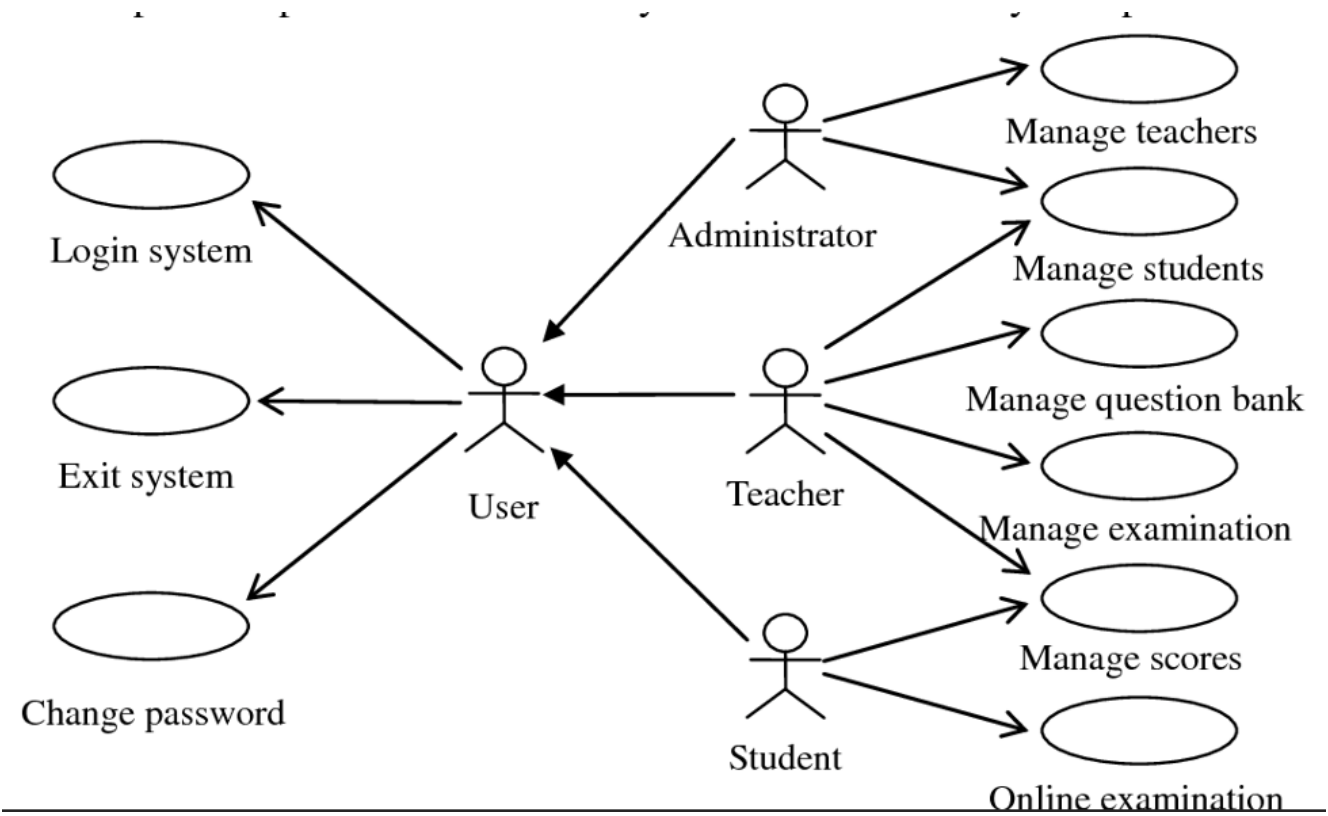 Manage teachers
Login system
Administrator
Manage students
Manage question bank
Exit system
User
Teacher
Manage examination
Manage scores
Change password
Student
Online examination